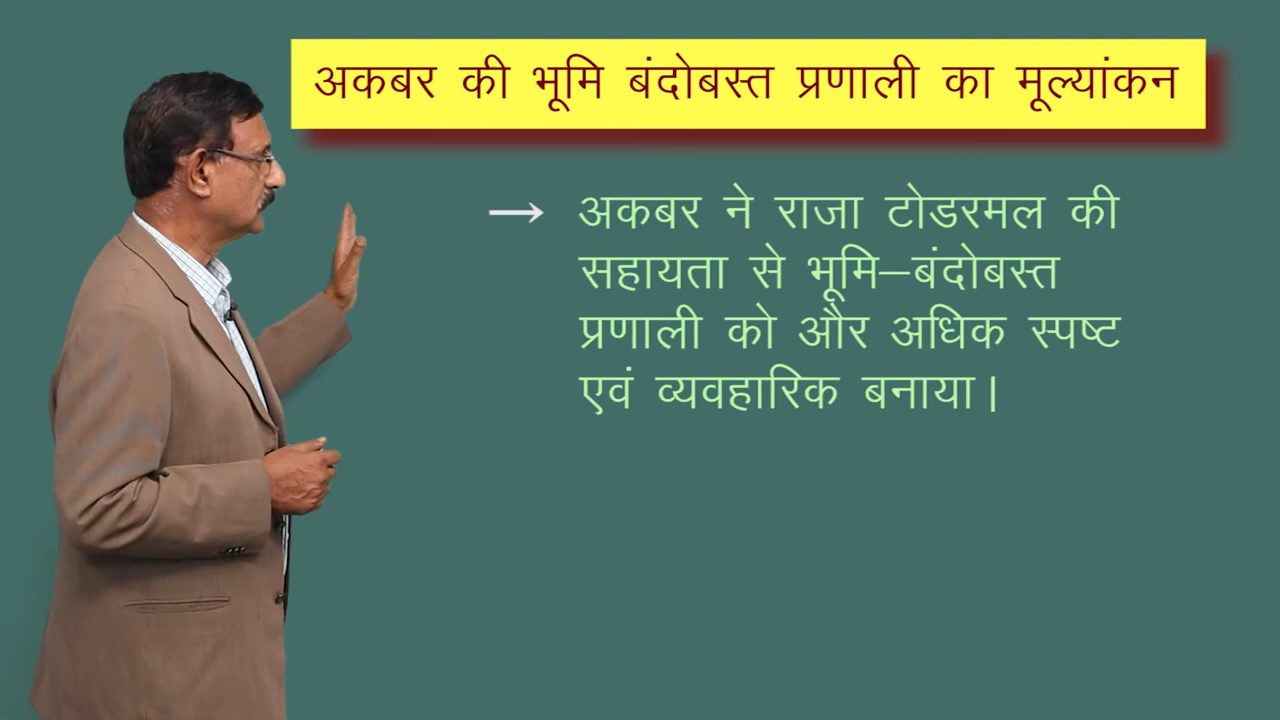 अकबर की भूमि बंदोबस्त प्रणाली का मूल्यांकन
→ अकबर ने राजा टोडरमल की
सहायता से भूमि–बंदोबस्त
प्रणाली को और अधिक स्पष्ट
एवं व्यवहारिक बनाया।